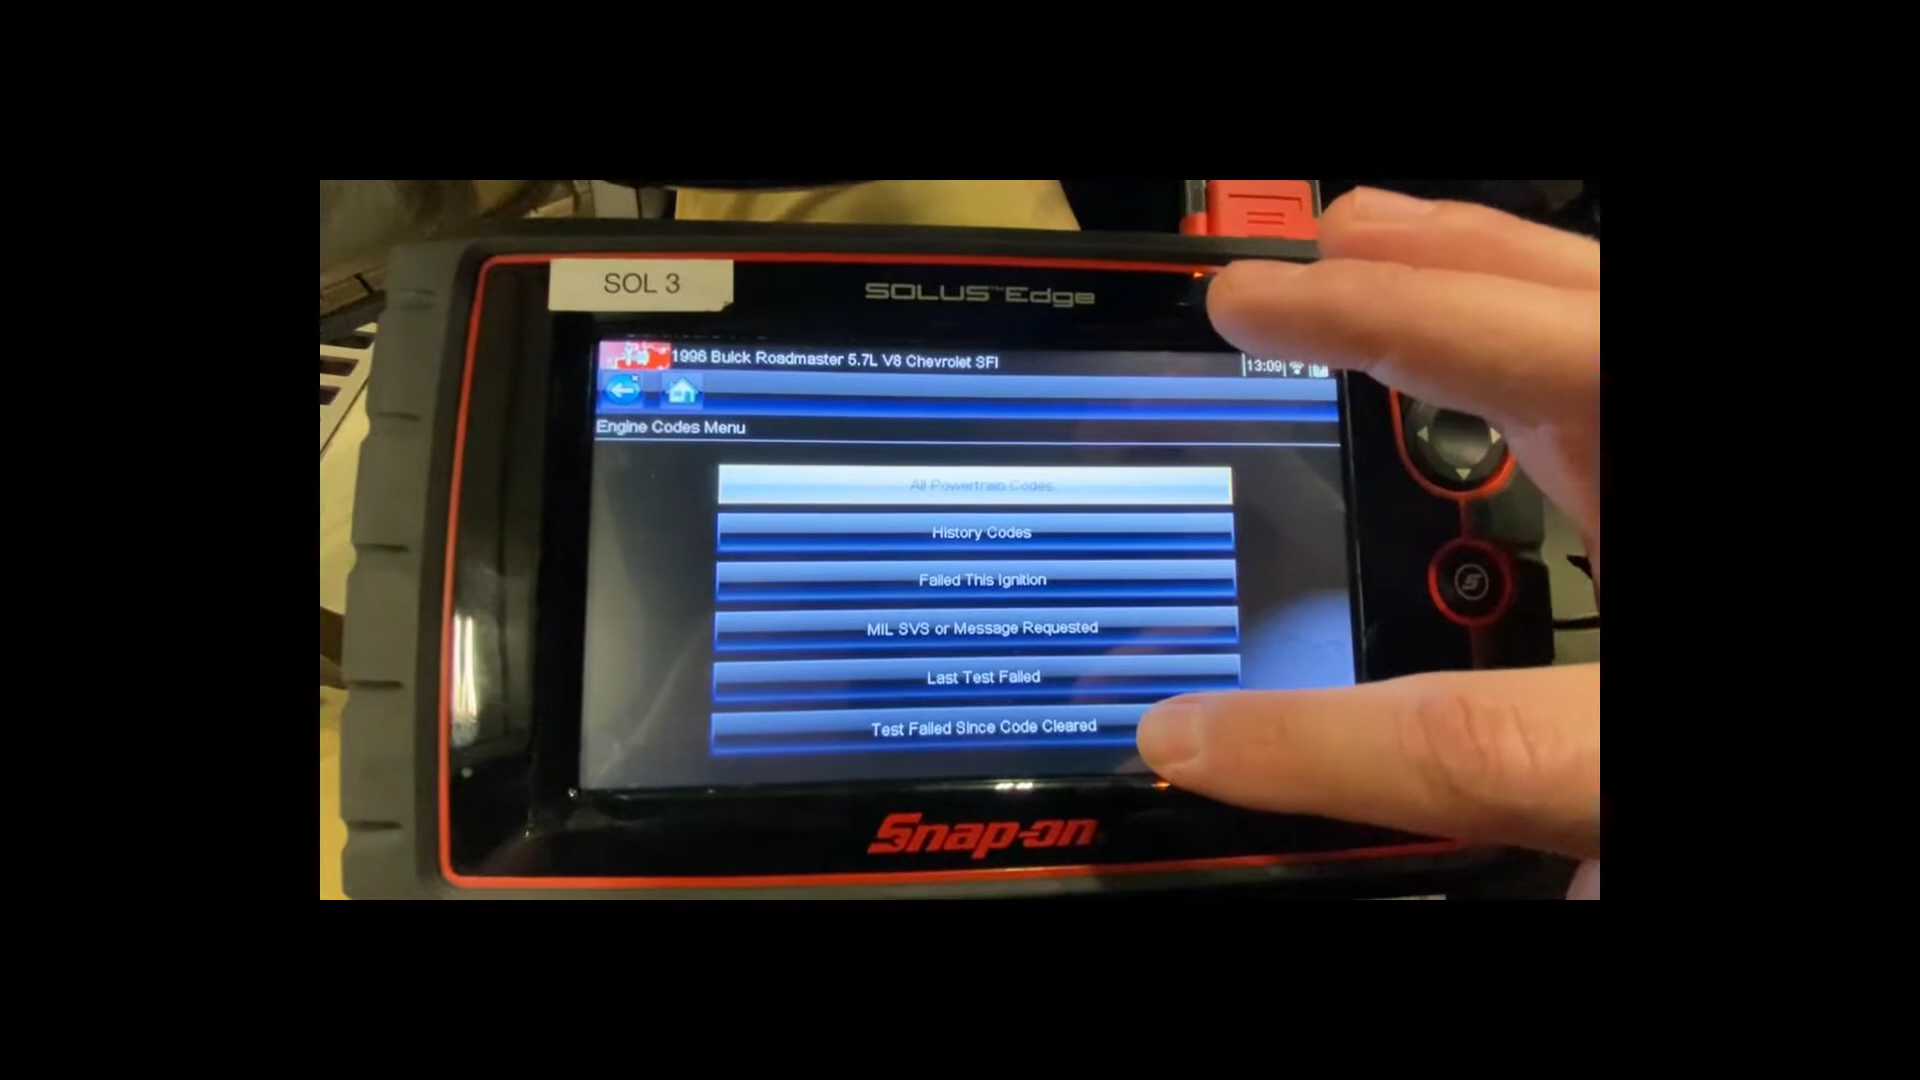 SOL 3
SOLUS™ Edge
1996 Buick Roadmaster 5.7L V8 Chevrolet SFI
13:09
Engine Codes Menu
All Powertrain Codes
History Codes
Failed This Ignition
MIL SVS or Message Requested
Last Test Failed
Test Failed Since Code Cleared
Snap-on